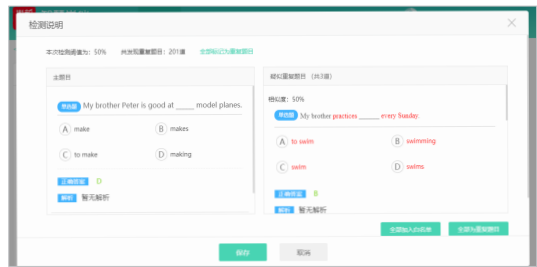 检测说明
本次检测阈值为：50% 共发现重复题目：201道 全部标记为重复题目
主题目
单选题 My brother Peter is good at _____ model planes.
A make
B makes
C to make
D making
正确答案 D
解析 暂无解析
疑似重复题目 （共3道）
相似度：50%
单选题 My brother practices ______ every Sunday.
A to swim
B swimming
C swim
D swims
正确答案 B
解析 暂无解析
全部加入白名单 全部为重复题目
保存 取消